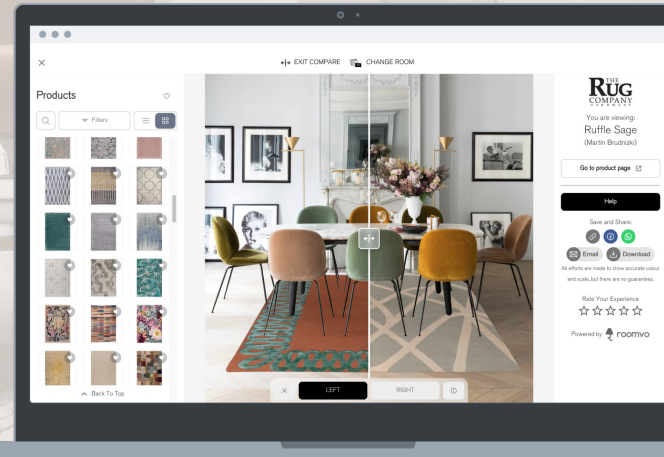 EXIT COMPARE
CHANGE ROOM
Products
Filters
Back To Top
LEFT
RIGHT
THE
RUG
COMPANY
HANDMADE
You are viewing:
Ruffle Sage
(Martin Brudnizki)
Go to product page
Help
Save and Share:
Email
Download
All efforts are made to show accurate colour
and scale, but there are no guarantees.
Rate Your Experience
Powered by roomvo